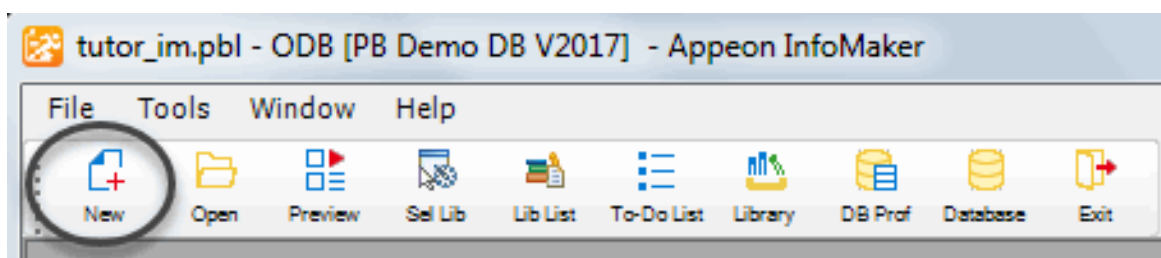 tutor_im.pbl - ODB [PB Demo DB V2017] - Appeon InfoMaker
File Tools Window Help
New Open Preview Sel Lib Lib List To-Do List Library DB Prof Database Exit